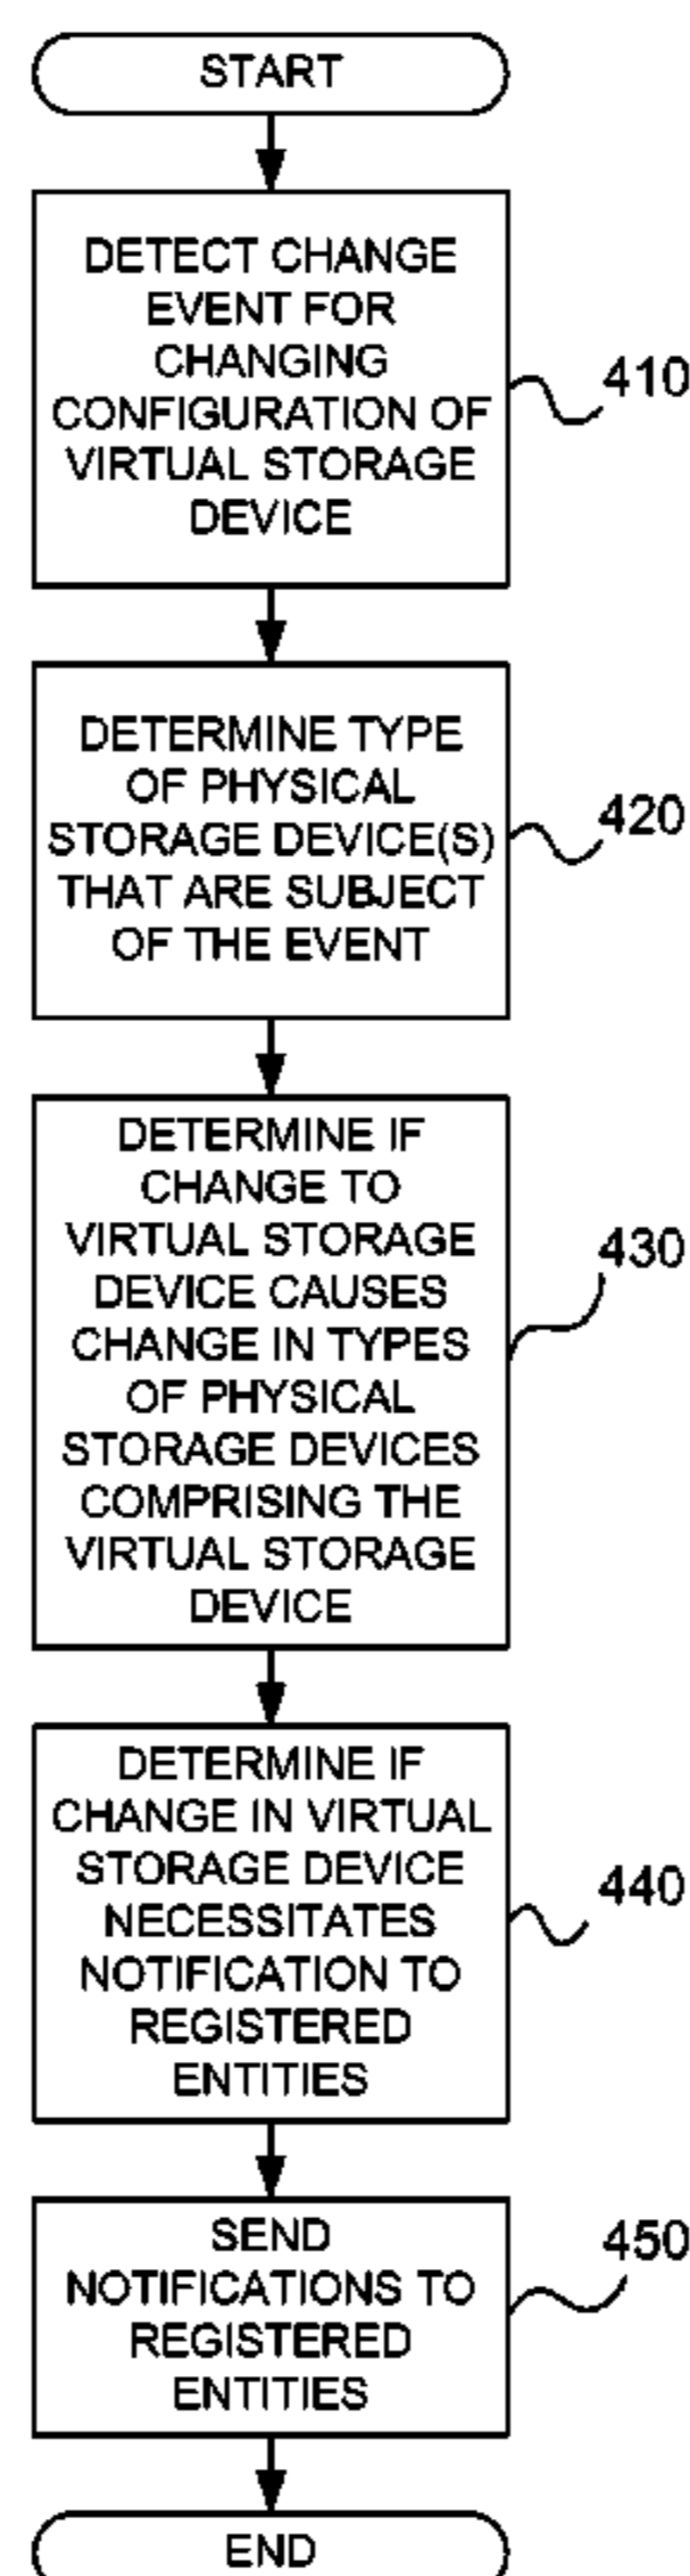 START
DETECT CHANGE
EVENT FOR
CHANGING
CONFIGURATION OF
VIRTUAL STORAGE
DEVICE
410
DETERMINE TYPE
OF PHYSICAL
STORAGE DEVICE(S)
THAT ARE SUBJECT
OF THE EVENT
420
DETERMINE IF
CHANGE TO
VIRTUAL STORAGE
DEVICE CAUSES
CHANGE IN TYPES
OF PHYSICAL
STORAGE DEVICES
COMPRISING THE
VIRTUAL STORAGE
DEVICE
430
DETERMINE IF
CHANGE IN VIRTUAL
STORAGE DEVICE
NECESSITATES
NOTIFICATION TO
REGISTERED
ENTITIES
440
SEND
NOTIFICATIONS TO
REGISTERED
ENTITIES
450
END